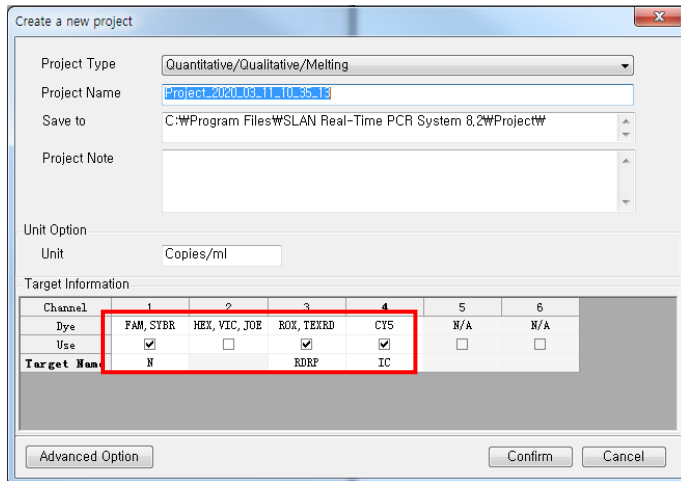 Create a new project
x
Project Type Quantitative/Qualitative/Melting
Project Name Project_2020_03_11_10_35_13
Save to C:₩Program Files₩SLAN Real-Time PCR System 8,2₩Project₩
Project Note
Unit Option
Unit Copies/ml
Target Information
Channel 1 2 3 4 5 6
Dye FAM, SYBR HEX, VIC, JOE ROX, TEXRD CY5 N/A N/A
Use
Target Name N RDRP IC
Advanced Option Confirm Cancel